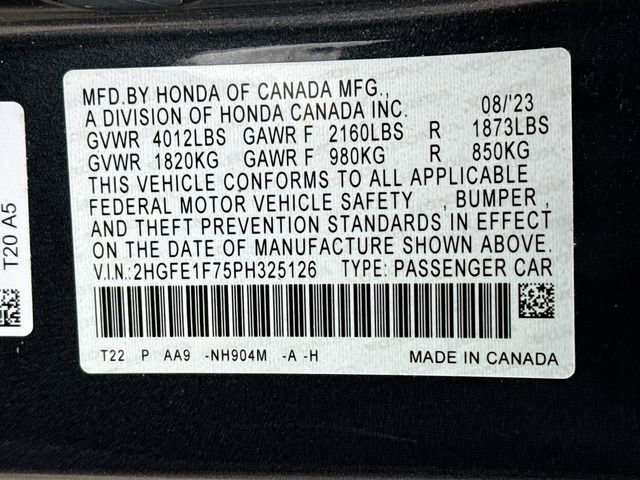 MFD.BY HONDA OF CANADA MFG.,
A DIVISION OF HONDA CANADA INC. 08/'23
GVWR 4012LBS GAWR F 2160LBS R 1873LBS
GVWR 1820KG GAWR F 980KG R 850KG
THIS VEHICLE CONFORMS TO ALL APPLICABLE
FEDERAL MOTOR VEHICLE SAFETY , BUMPER ,
AND THEFT PREVENTION STANDARDS IN EFFECT
ON THE DATE OF MANUFACTURE SHOWN ABOVE.
V.I.N.:2HGFE1F75PH325126 TYPE: PASSENGER CAR
T22 P AA9 -NH904M -A -H MADE IN CANADA
T20 A5